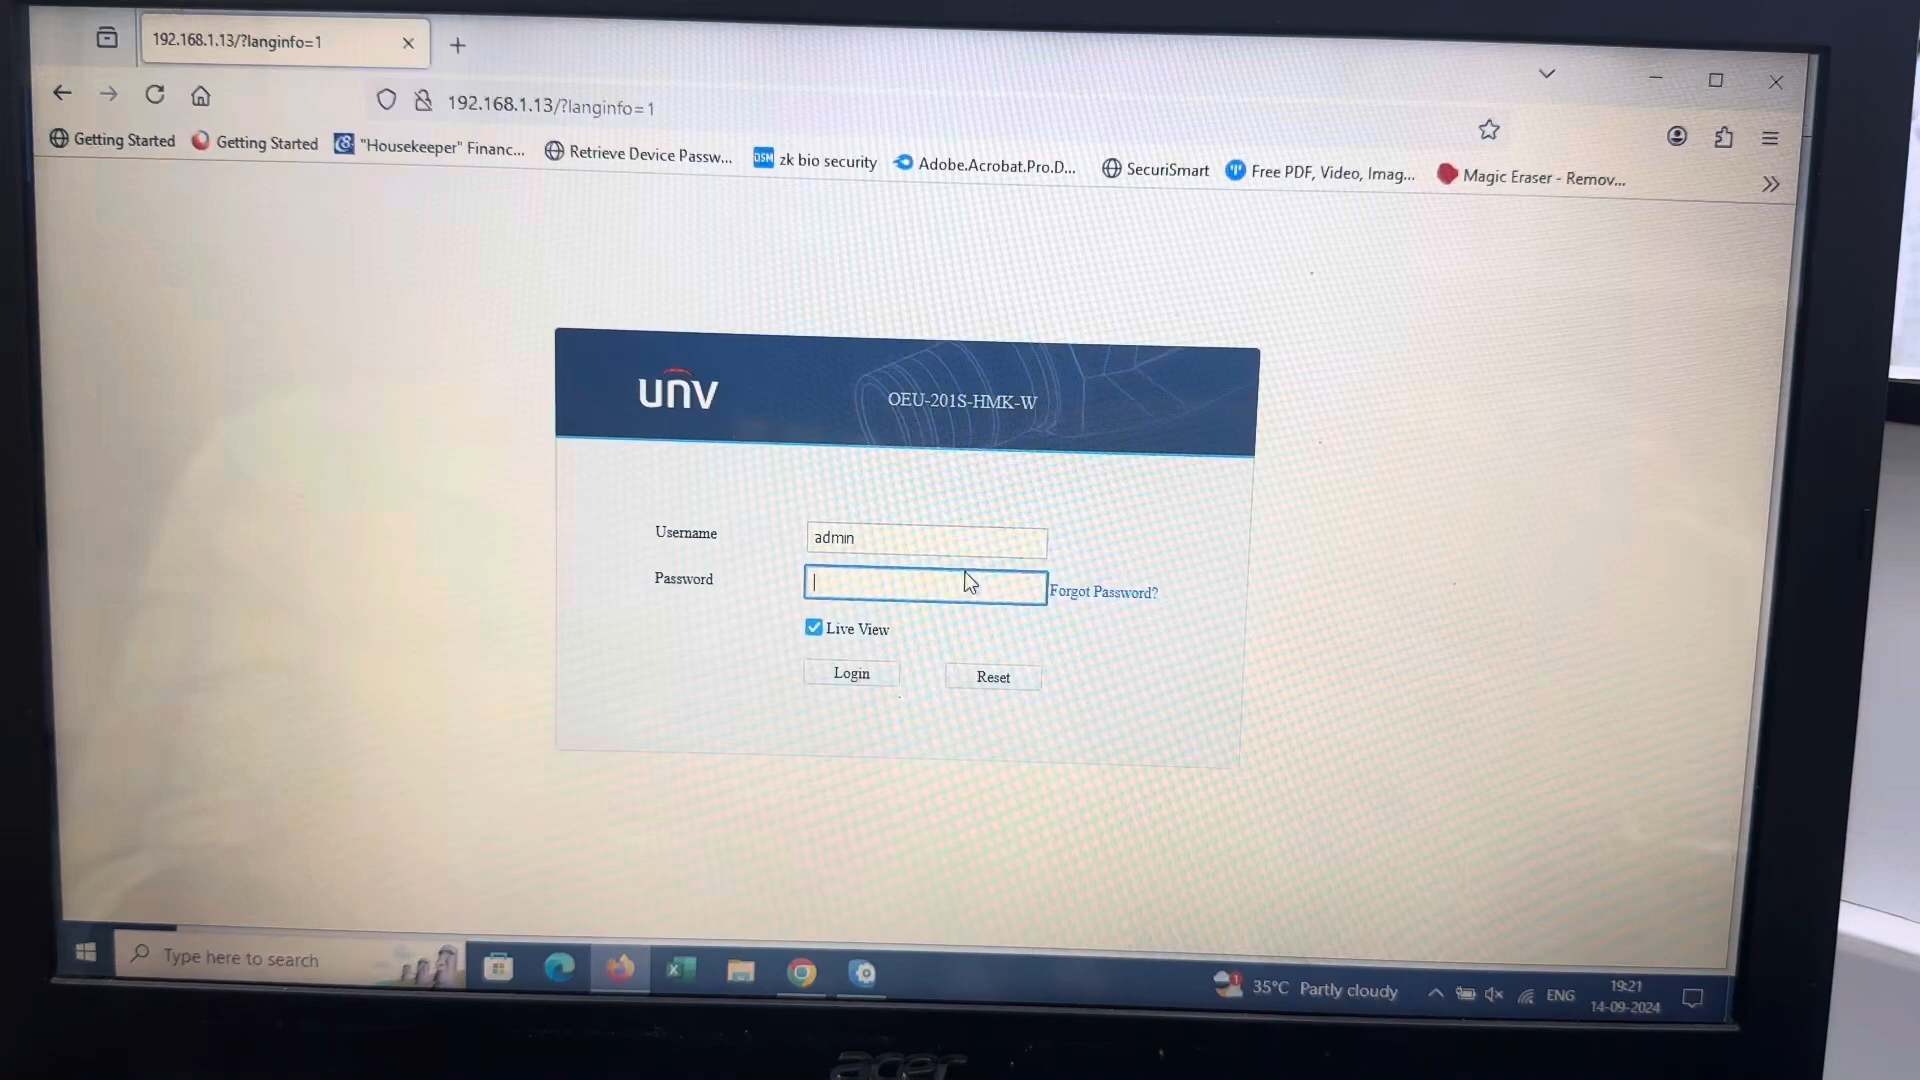 192.168.1.13/?langinfo=1
192.168.1.13/?langinfo=1
Getting Started
Getting Started
"Housekeeper" Financ...
Retrieve Device Passw...
DSM
zk bio security
Adobe.Acrobat.Pro.D...
SecuriSmart
Free PDF, Video, Imag...
Magic Eraser - Remov...
unv
OEU-201S-HMK-W
Username
admin
Password
Forgot Password?
Live View
Login
Reset
Type here to search
1
35°C Partly cloudy
ENG
19:21
14-09-2024
acer